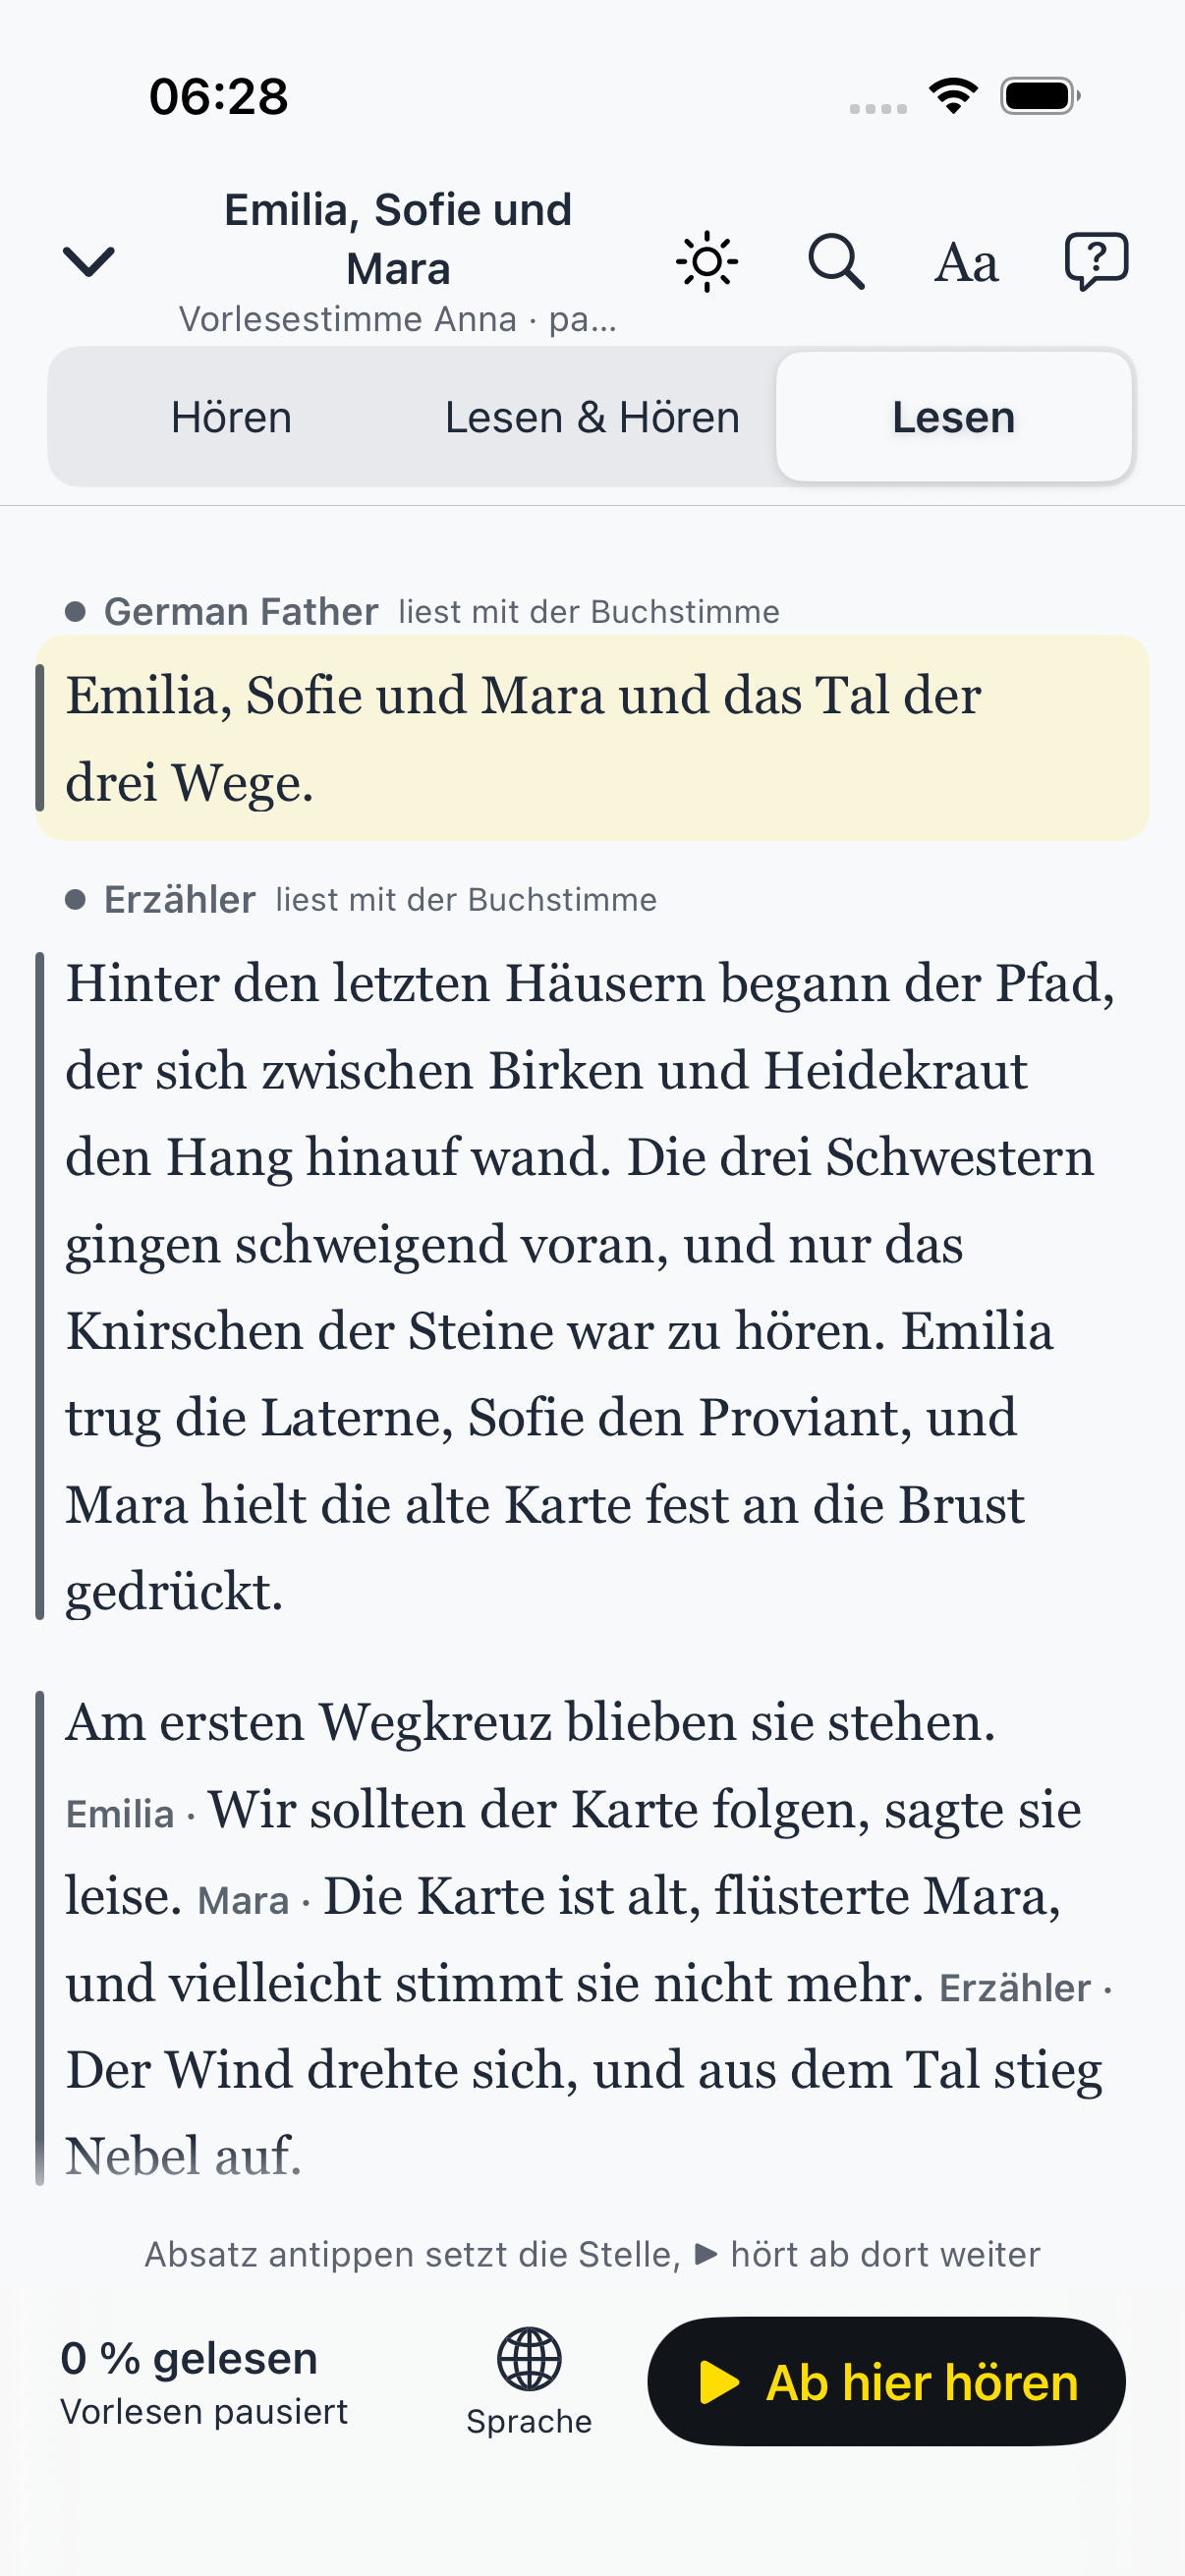 06:28
Emilia, Sofie und
Mara
Vorlesestimme Anna · pa...
Aa
?
Hören
Lesen & Hören
Lesen
German Father liest mit der Buchstimme
Emilia, Sofie und Mara und das Tal der
drei Wege.
Erzähler liest mit der Buchstimme
Hinter den letzten Häusern begann der Pfad,
der sich zwischen Birken und Heidekraut
den Hang hinauf wand. Die drei Schwestern
gingen schweigend voran, und nur das
Knirschen der Steine war zu hören. Emilia
trug die Laterne, Sofie den Proviant, und
Mara hielt die alte Karte fest an die Brust
gedrückt.
Am ersten Wegkreuz blieben sie stehen.
Emilia · Wir sollten der Karte folgen, sagte sie
leise. Mara · Die Karte ist alt, flüsterte Mara,
und vielleicht stimmt sie nicht mehr. Erzähler ·
Der Wind drehte sich, und aus dem Tal stieg
Nebel auf.
Absatz antippen setzt die Stelle, ▶ hört ab dort weiter
0 % gelesen
Vorlesen pausiert
Sprache
Ab hier hören